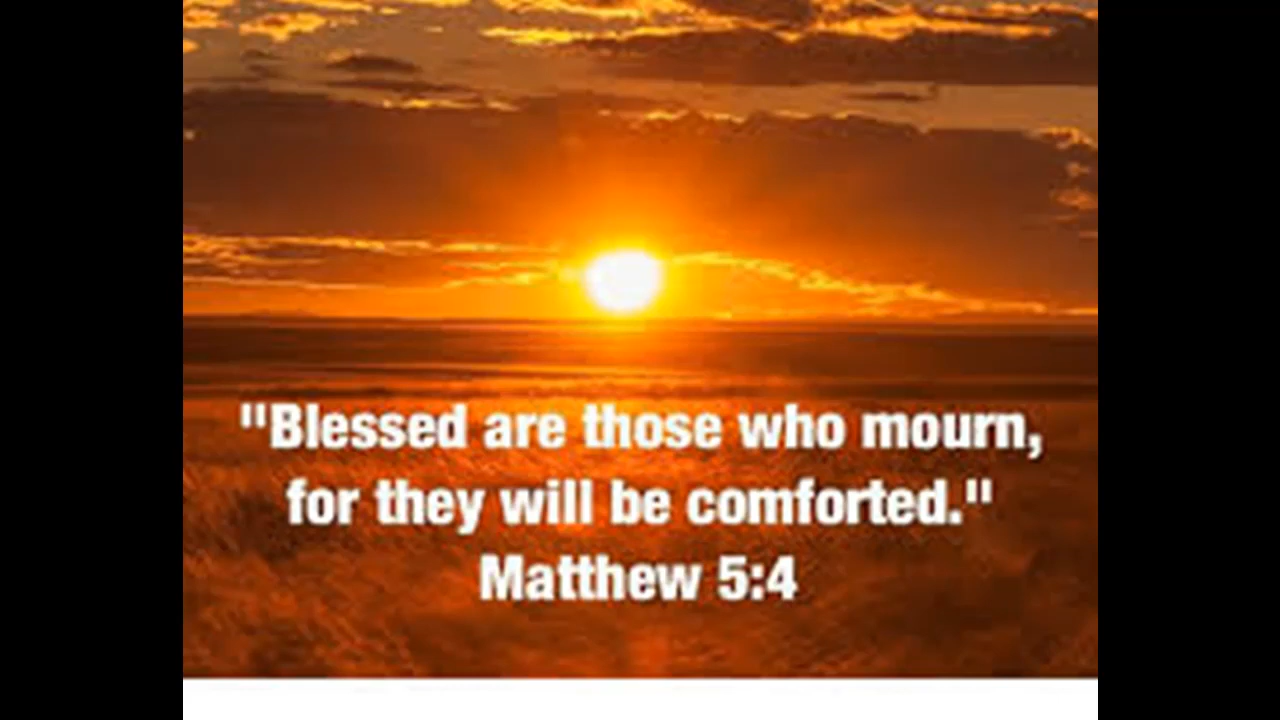 "Blessed are those who mourn,
for they will be comforted."
Matthew 5:4